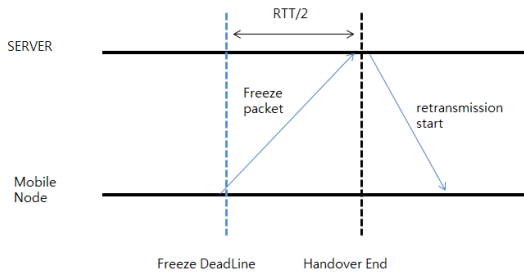 RTT/2
SERVER
Freeze
packet
retransmission
start
Mobile
Node
Freeze DeadLine
Handover End